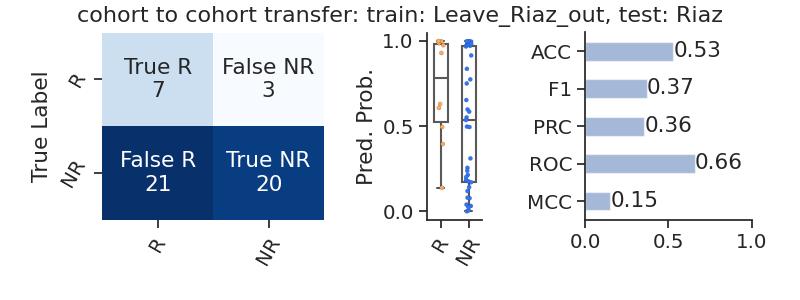 cohort to cohort transfer: train: Leave_Riaz_out, test: Riaz
True Label
R
NR
True R
7
False NR
3
False R
21
True NR
20
R
NR
Pred. Prob.
1.0
0.5
0.0
R
NR
ACC
0.53
F1
0.37
PRC
0.36
ROC
0.66
MCC
0.15
0.0
0.5
1.0